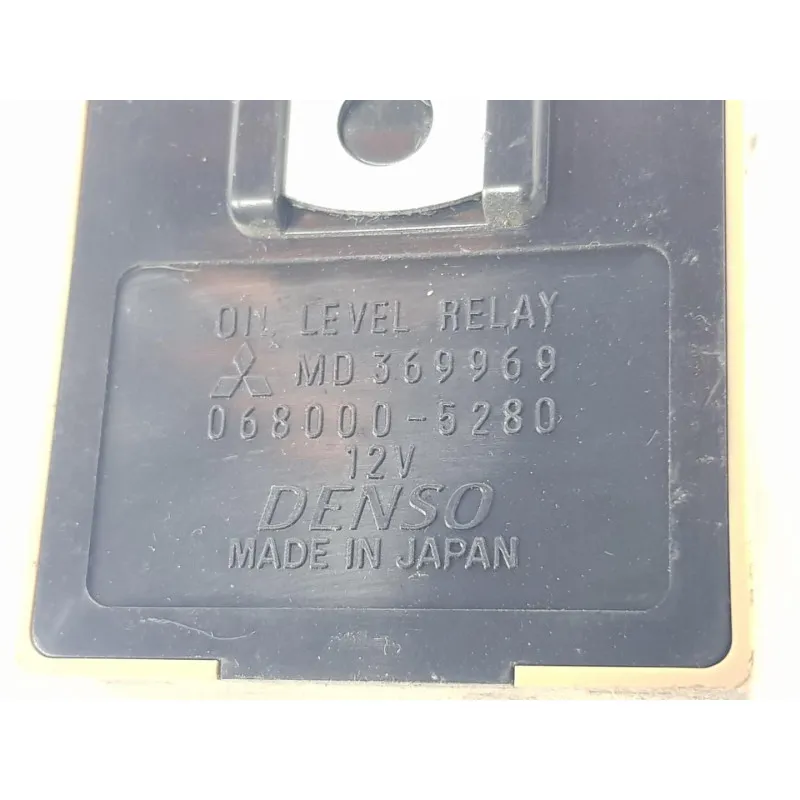 OIL LEVEL RELAY
MD369969
068000-5280
12V
DENSO
MADE IN JAPAN